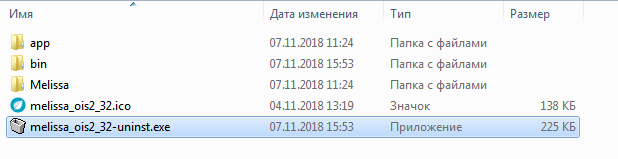 Имя Дата изменения Тип Размер
app 07.11.2018 11:24 Папка с файлами
bin 07.11.2018 15:53 Папка с файлами
Melissa 07.11.2018 11:24 Папка с файлами
melissa_ois2_32.ico 04.11.2018 13:19 Значок 138 КБ
melissa_ois2_32-uninst.exe 07.11.2018 15:53 Приложение 225 КБ